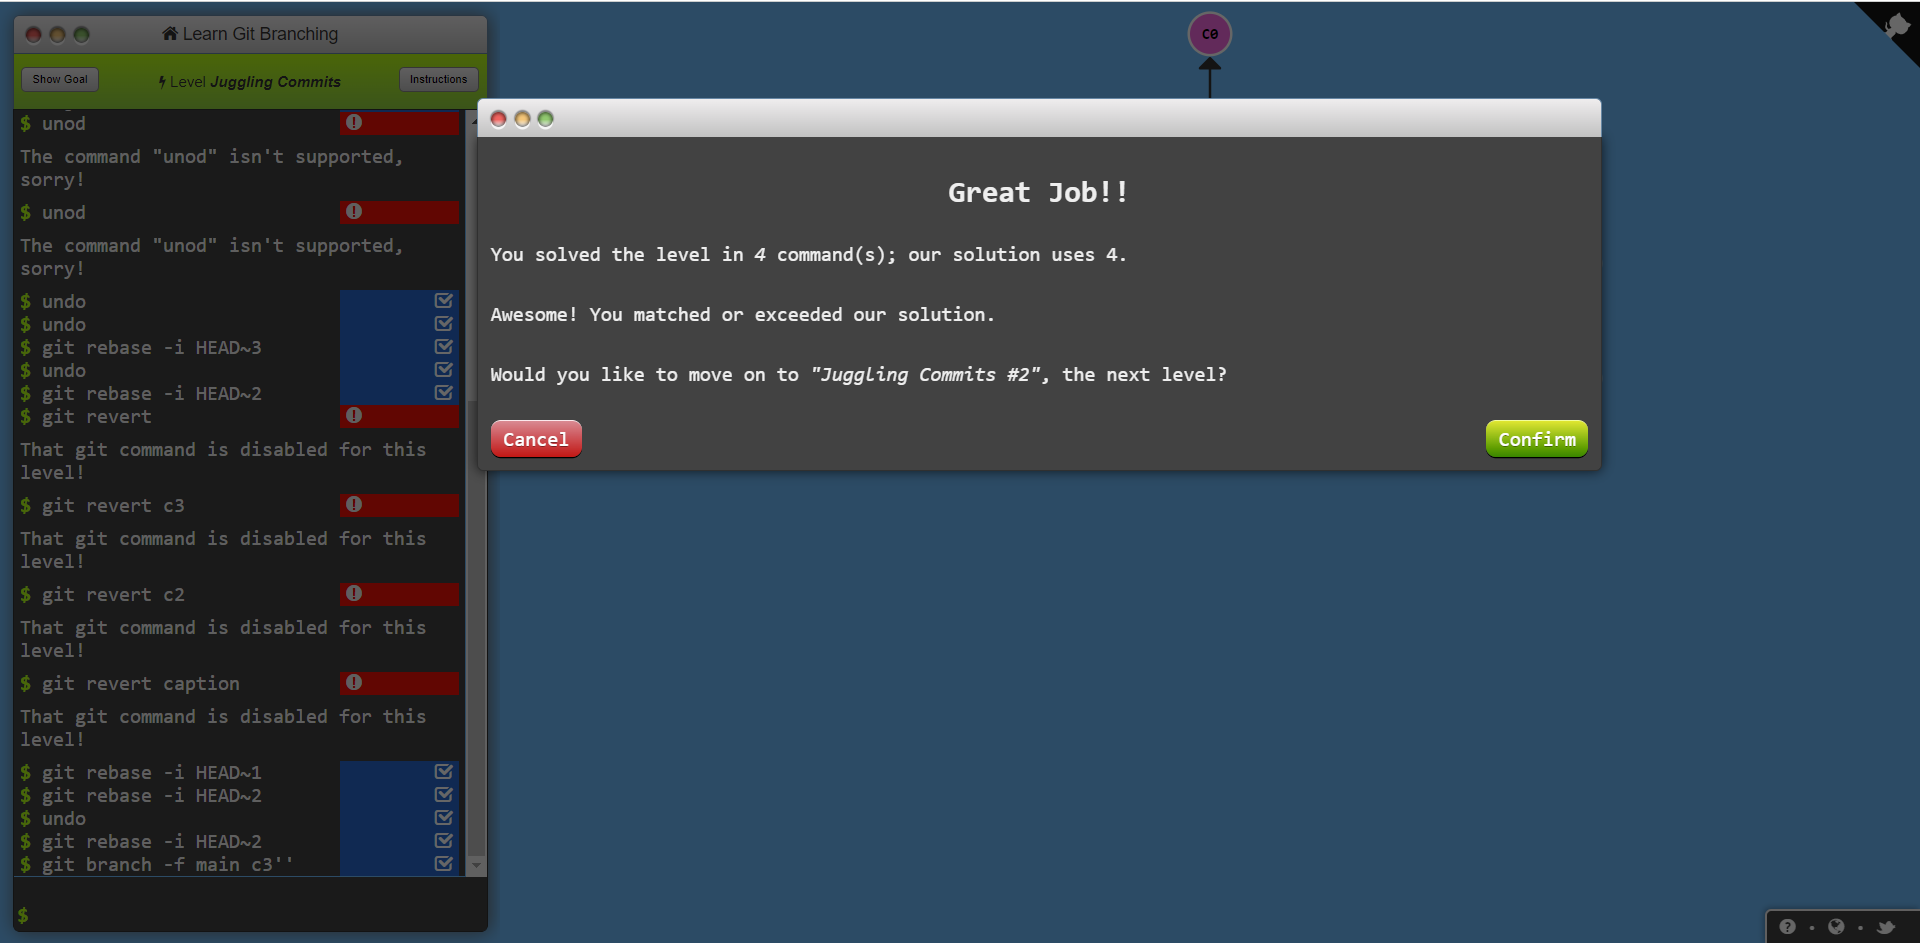 Learn Git Branching
Show Goal
Level Juggling Commits
Instructions
$ unod
The command "unod" isn't supported,
sorry!
$ unod
The command "unod" isn't supported,
sorry!
$ undo
$ undo
$ git rebase -i HEAD~3
$ undo
$ git rebase -i HEAD~2
$ git revert
That git command is disabled for this
level!
$ git revert c3
That git command is disabled for this
level!
$ git revert c2
That git command is disabled for this
level!
$ git revert caption
That git command is disabled for this
level!
$ git rebase -i HEAD~1
$ git rebase -i HEAD~2
$ undo
$ git rebase -i HEAD~2
$ git branch -f main c3''
$
C0
Great Job!!
You solved the level in 4 command(s); our solution uses 4.
Awesome! You matched or exceeded our solution.
Would you like to move on to "Juggling Commits #2", the next level?
Cancel
Confirm